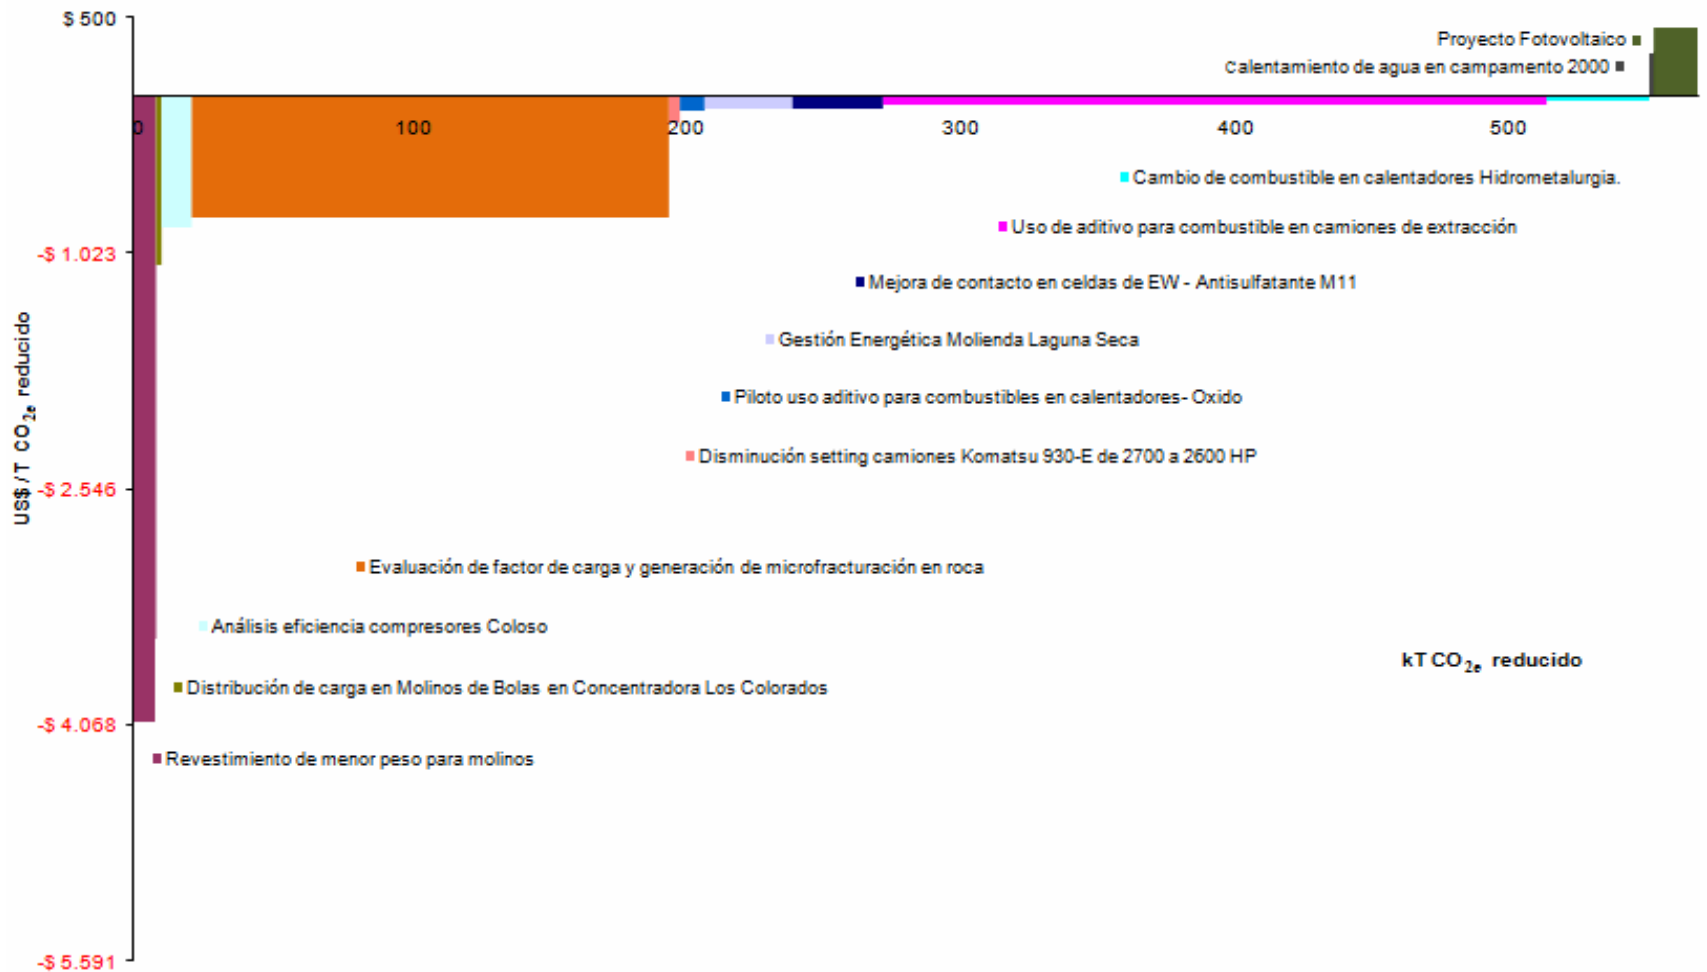 $ 500
Proyecto Fotovoltaico
Calentamiento de agua en campamento 2000
0 100 200 300 400 500
Cambio de combustible en calentadores Hidrometalurgia.
Uso de aditivo para combustible en camiones de extracción
-$ 1.023
Mejora de contacto en celdas de EW - Antisulfatante M11
Gestión Energética Molienda Laguna Seca
US$ / T CO2e reducido
Piloto uso aditivo para combustibles en calentadores- Oxido
Disminución setting camiones Komatsu 930-E de 2700 a 2600 HP
-$ 2.546
Evaluación de factor de carga y generación de microfracturación en roca
Análisis eficiencia compresores Coloso
kT CO2e reducido
Distribución de carga en Molinos de Bolas en Concentradora Los Colorados
-$ 4.068
Revestimiento de menor peso para molinos
-$ 5.591